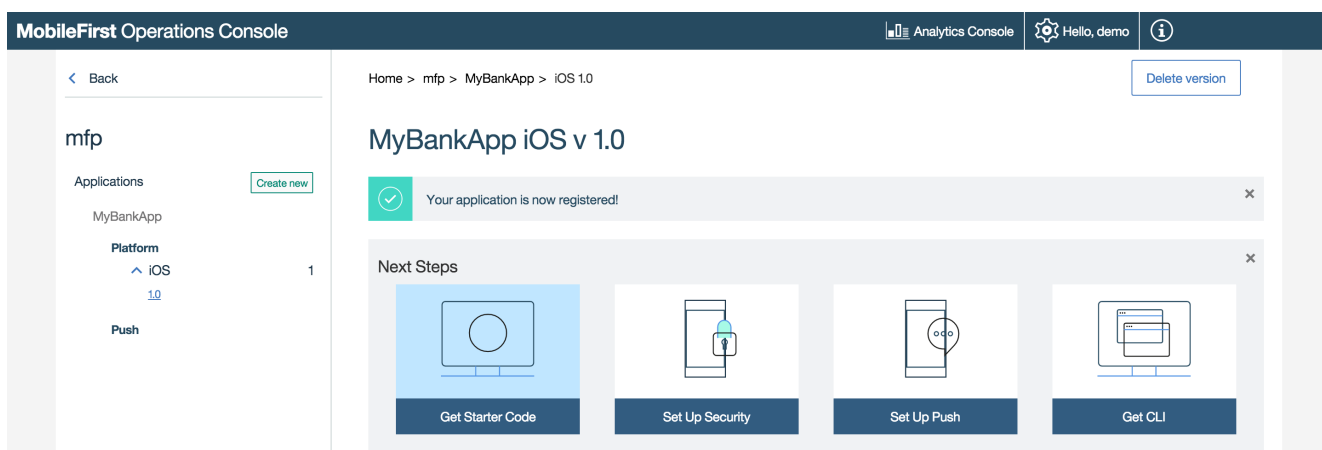 MobileFirst Operations Console
Analytics Console
Hello, demo
Back
mfp
Applications
Create new
MyBankApp
Platform
iOS 1
1.0
Push
Home > mfp > MyBankApp > iOS 1.0
Delete version
MyBankApp iOS v 1.0
Your application is now registered!
Next Steps
Get Starter Code
Set Up Security
Set Up Push
Get CLI